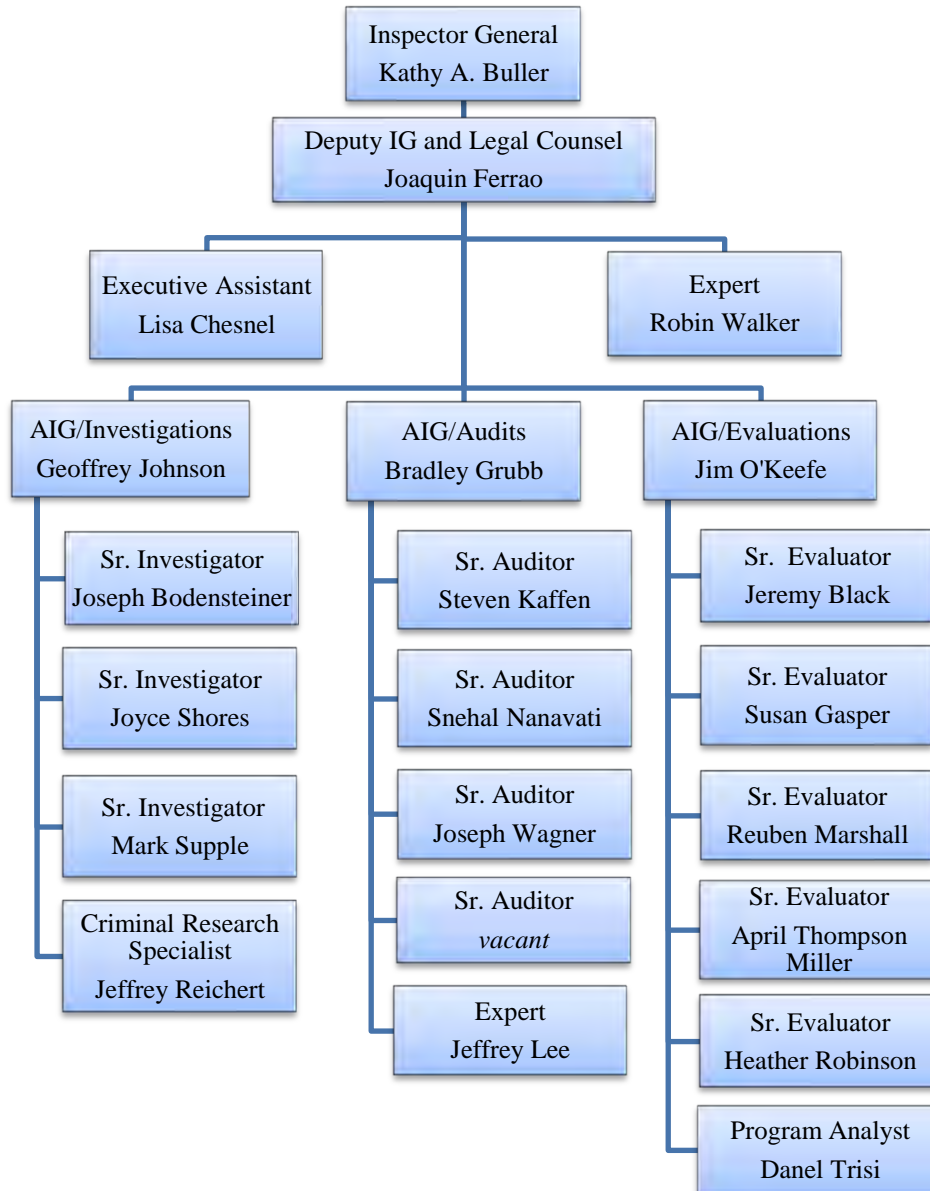 Inspector General
Kathy A. Buller
Deputy IG and Legal Counsel
Joaquin Ferrao
Executive Assistant
Lisa Chesnel
Expert
Robin Walker
AIG/Investigations
Geoffrey Johnson
Sr. Investigator
Joseph Bodensteiner
Sr. Investigator
Joyce Shores
Sr. Investigator
Mark Supple
Criminal Research
Specialist
Jeffrey Reichert
AIG/Audits
Bradley Grubb
Sr. Auditor
Steven Kaffen
Sr. Auditor
Snehal Nanavati
Sr. Auditor
Joseph Wagner
Sr. Auditor
vacant
Expert
Jeffrey Lee
AIG/Evaluations
Jim O'Keefe
Sr. Evaluator
Jeremy Black
Sr. Evaluator
Susan Gasper
Sr. Evaluator
Reuben Marshall
Sr. Evaluator
April Thompson
Miller
Sr. Evaluator
Heather Robinson
Program Analyst
Danel Trisi